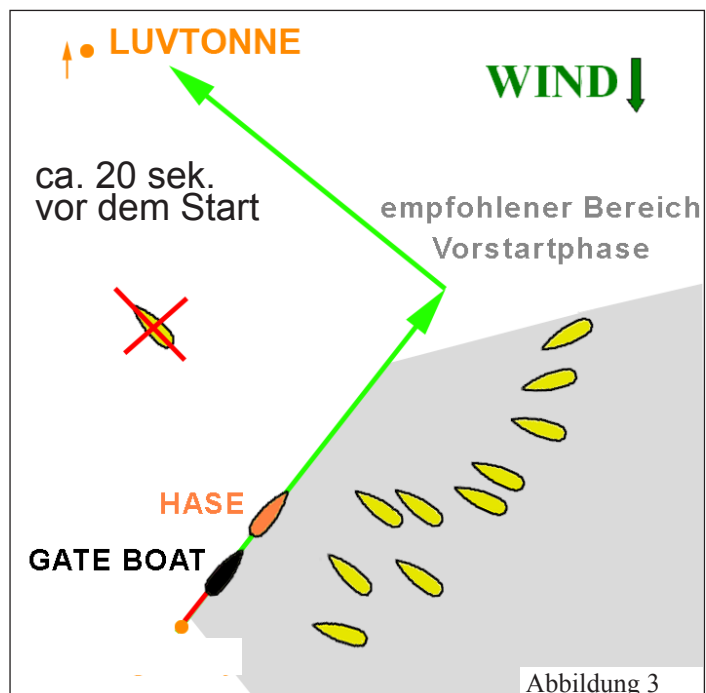 LUVTONNE
WIND
ca. 20 sek.
vor dem Start
empfohlener Bereich
Vorstartphase
HASE
GATE BOAT
Abbildung 3